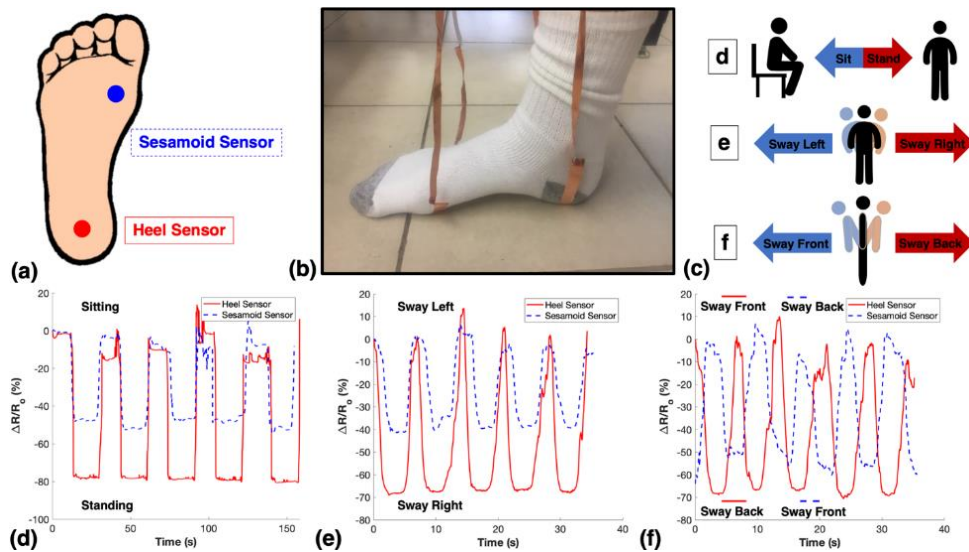 Sesamoid Sensor
Heel Sensor
(a)
(b)
d
Sit
Stand
e
Sway Left
Sway Right
f
Sway Front
Sway Back
(c)
20
0
-20
-40
-60
-80
-100
ΔR/Ro (%)
Sitting
Heel Sensor
Sesamoid Sensor
Standing
0
50
100
150
Time (s)
(d)
20
10
0
-10
-20
-30
-40
-50
-60
-70
-80
ΔR/Ro (%)
Sway Left
Heel Sensor
Sesamoid Sensor
Sway Right
0
10
20
30
40
Time (s)
(e)
20
10
0
-10
-20
-30
-40
-50
-60
-70
-80
ΔR/Ro (%)
Sway Front
Sway Back
Heel Sensor
Sesamoid Sensor
Sway Back
Sway Front
0
10
20
30
40
Time (s)
(f)